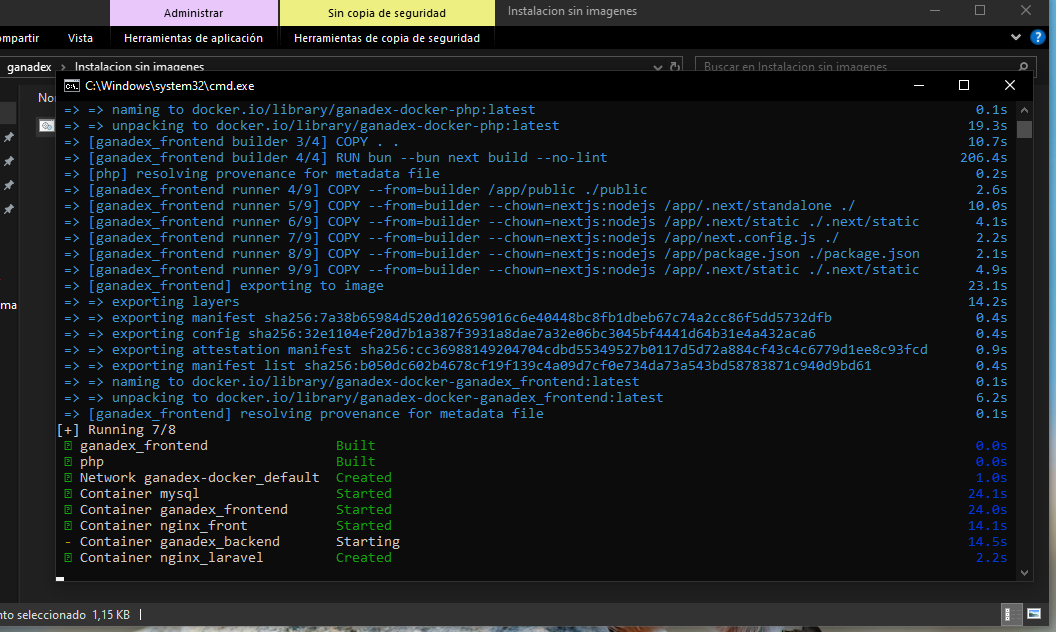 Administrar
Sin copia de seguridad
Instalacion sin imagenes
ompartir
Vista
Herramientas de aplicación
Herramientas de copia de seguridad
ganadex > Instalacion sin imagenes
Buscar en Instalacion sin imagenes
No
C:\Windows\system32\cmd.exe
=> => naming to docker.io/library/ganadex-docker-php:latest 0.1s
=> => unpacking to docker.io/library/ganadex-docker-php:latest 19.3s
=> [ganadex_frontend builder 3/4] COPY . . 10.7s
=> [ganadex_frontend builder 4/4] RUN bun --bun next build --no-lint 206.4s
=> [php] resolving provenance for metadata file 0.2s
=> [ganadex_frontend runner 4/9] COPY --from=builder /app/public ./public 2.6s
=> [ganadex_frontend runner 5/9] COPY --from=builder --chown=nextjs:nodejs /app/.next/standalone ./ 10.0s
=> [ganadex_frontend runner 6/9] COPY --from=builder --chown=nextjs:nodejs /app/.next/static ./.next/static 4.1s
=> [ganadex_frontend runner 7/9] COPY --from=builder --chown=nextjs:nodejs /app/next.config.js ./ 2.2s
=> [ganadex_frontend runner 8/9] COPY --from=builder --chown=nextjs:nodejs /app/package.json ./package.json 2.1s
=> [ganadex_frontend runner 9/9] COPY --from=builder --chown=nextjs:nodejs /app/.next/static ./.next/static 4.9s
=> [ganadex_frontend] exporting to image 23.1s
=> => exporting layers 14.2s
=> => exporting manifest sha256:7a38b65984d520d102659016c6e40448bc8fb1dbeb67c74a2cc86f5dd5732dfb 0.4s
=> => exporting config sha256:32e1104ef20d7b1a387f3931a8dae7a32e06bc3045bf4441d64b31e4a432aca6 0.4s
=> => exporting attestation manifest sha256:cc36988149204704cdbd55349527b0117d5d72a884cf43c4c6779d1ee8c93fcd 0.9s
=> => exporting manifest list sha256:b050dc602b4678cf19f139c4a09d7cf0e734da73a543bd58783871c940d9bd61 0.4s
=> => naming to docker.io/library/ganadex-docker-ganadex_frontend:latest 0.1s
=> => unpacking to docker.io/library/ganadex-docker-ganadex_frontend:latest 6.2s
=> [ganadex_frontend] resolving provenance for metadata file 0.1s
[+] Running 7/8
ganadex_frontend Built 0.0s
php Built 0.0s
Network ganadex-docker_default Created 1.0s
Container mysql Started 24.1s
Container ganadex_frontend Started 24.0s
Container nginx_front Started 14.1s
- Container ganadex_backend Starting 14.5s
Container nginx_laravel Created 2.2s
ma
nto seleccionado 1,15 KB